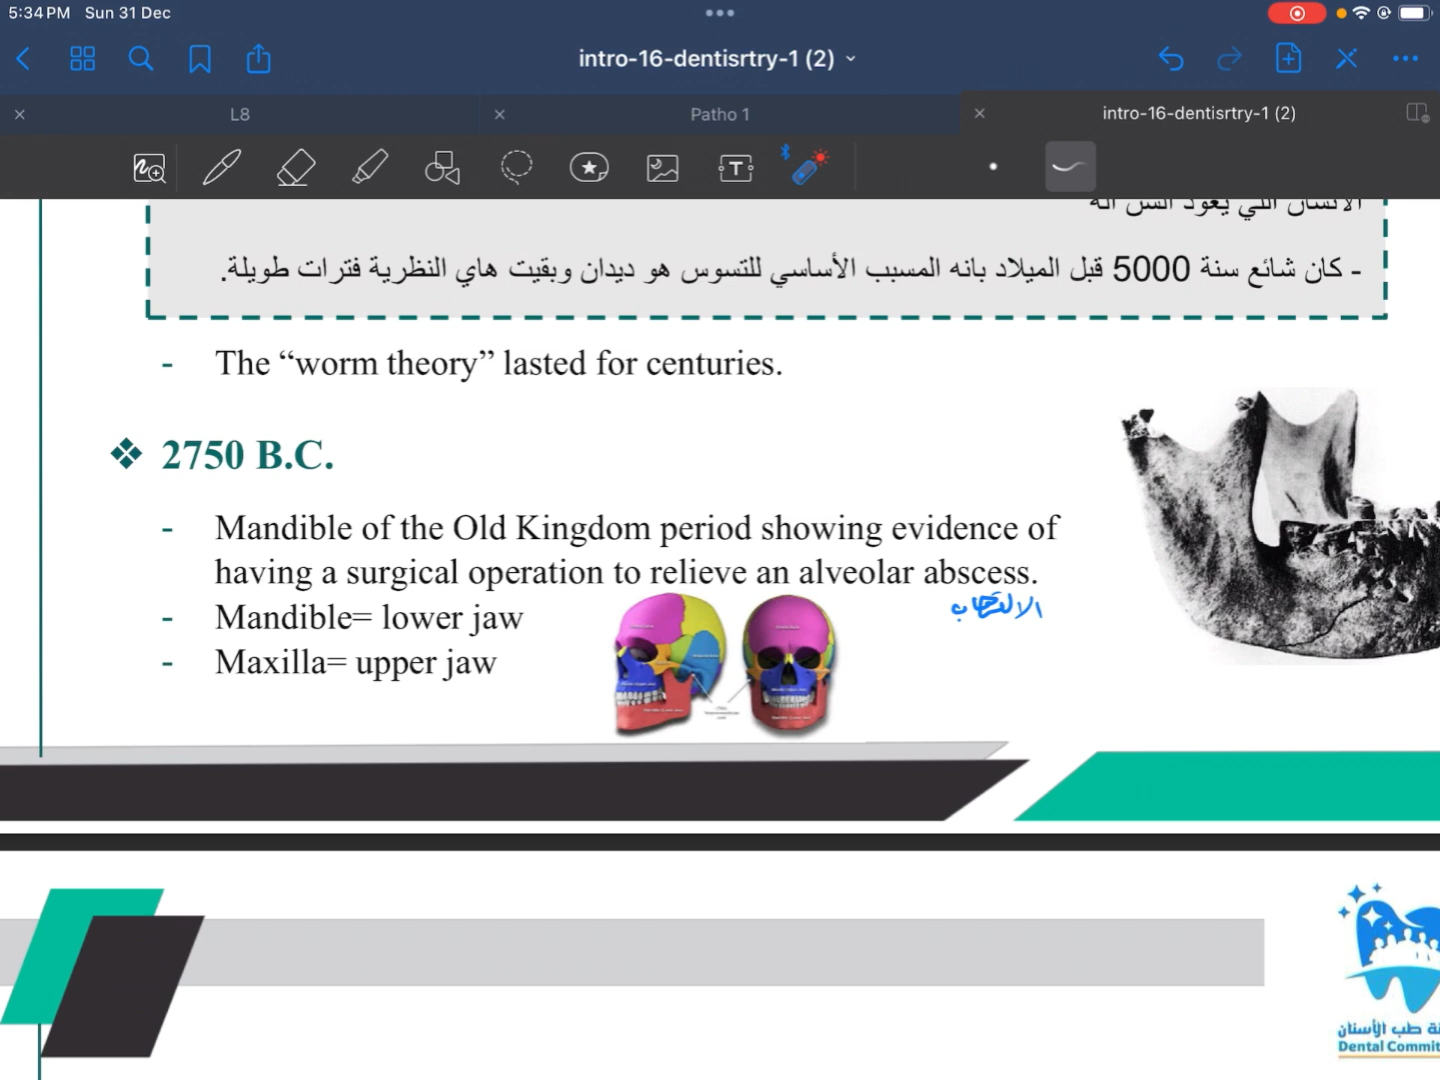 5:34 PM Sun 31 Dec
intro-16-dentisrtry-1 (2)
L8
Patho 1
intro-16-dentisrtry-1 (2)
- كان شائع سنة 5000 قبل الميلاد بانه المسبب الأساسي للتسوس هو ديدان وبقيت هاي النظرية فترات طويلة.
- The “worm theory” lasted for centuries.
❖ 2750 B.C.
- Mandible of the Old Kingdom period showing evidence of
having a surgical operation to relieve an alveolar abscess.
الالتهاب
- Mandible= lower jaw
- Maxilla= upper jaw
طب الأسنان
Dental Commit